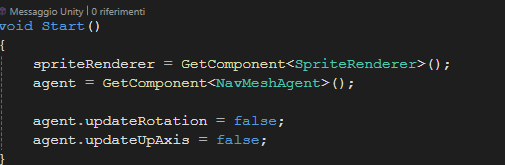 Messaggio Unity | 0 riferimenti
void Start()
{
spriteRenderer = GetComponent<SpriteRenderer>();
agent = GetComponent<NavMeshAgent>();
agent.updateRotation = false;
agent.updateUpAxis = false;
}